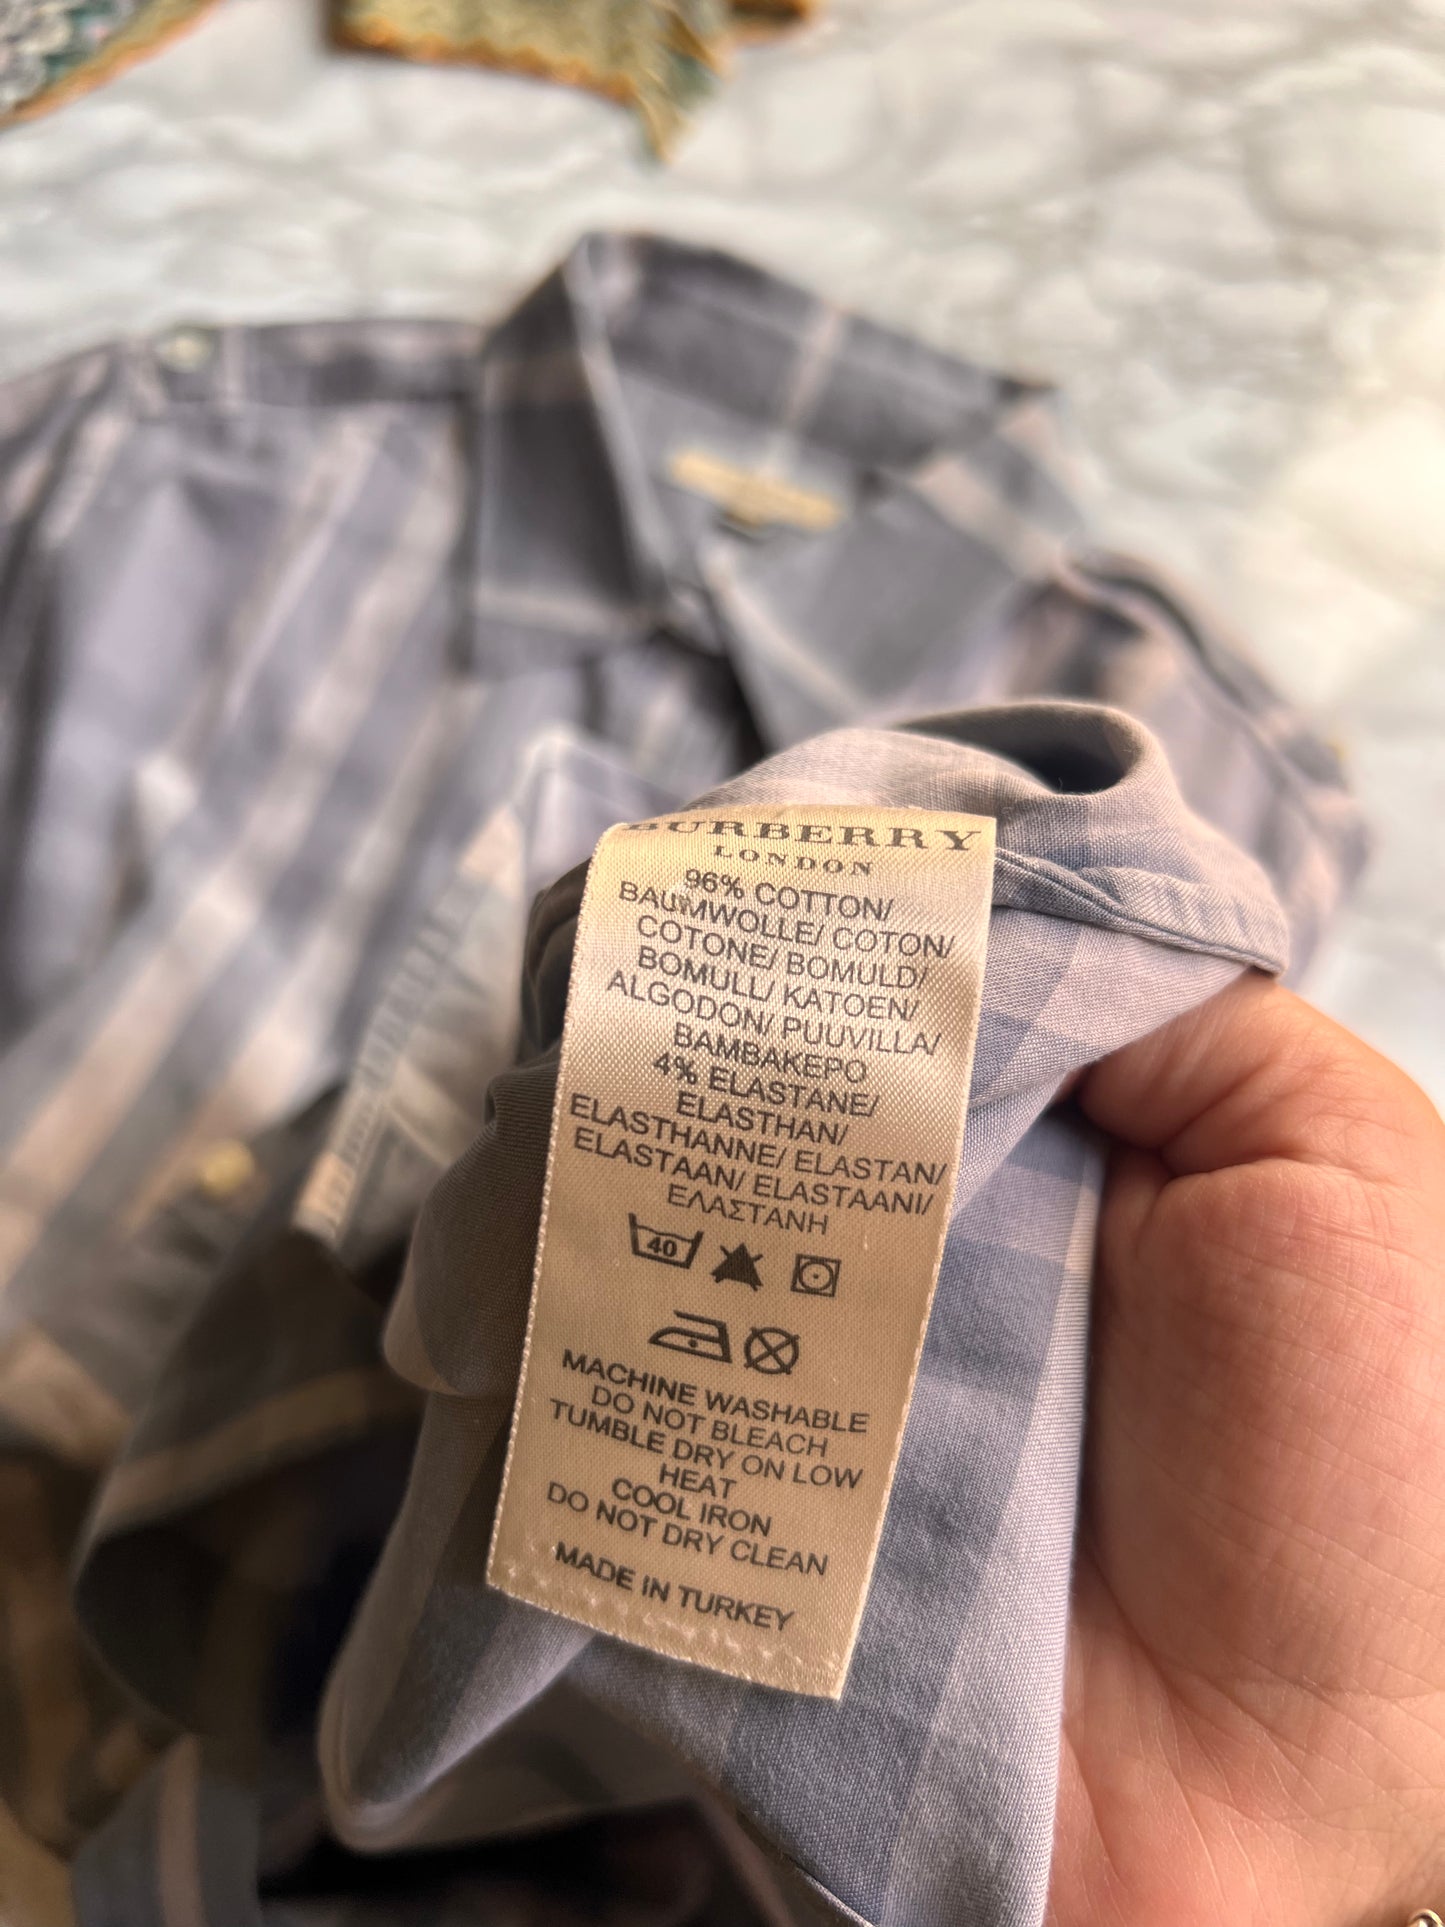 BURBERRY
LONDON
96% COTTON/
BAUMWOLLE/ COTON/
COTONE/ BOMULD/
BOMULL/ KATOEN/
ALGODON/ PUUVILLA/
BAMBAKEPO
4% ELASTANE/
ELASTHAN/
ELASTHANNE/ ELASTAN/
ELASTAAN/ ELASTAANI/
ΕΛΑΣΤΑΝΗ
40
MACHINE WASHABLE
DO NOT BLEACH
TUMBLE DRY ON LOW
HEAT
COOL IRON
DO NOT DRY CLEAN
MADE IN TURKEY